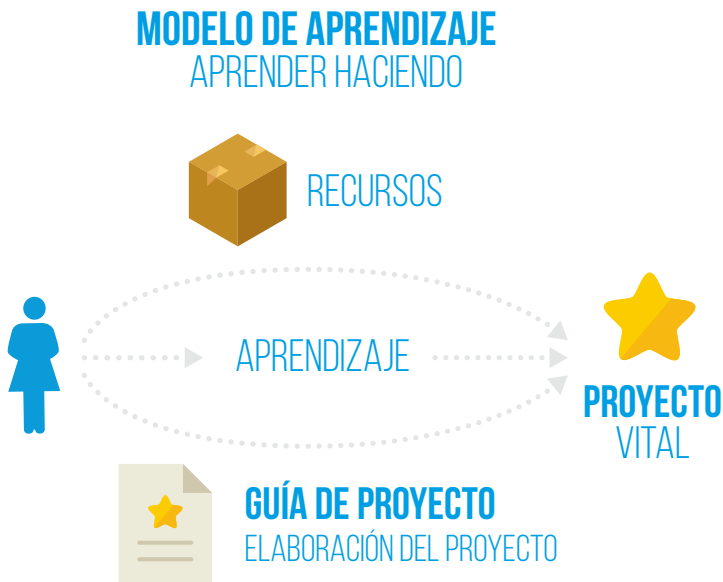 MODELO DE APRENDIZAJE
APRENDER HACIENDO
RECURSOS
APRENDIZAJE
PROYECTO
VITAL
GUÍA DE PROYECTO
ELABORACIÓN DEL PROYECTO